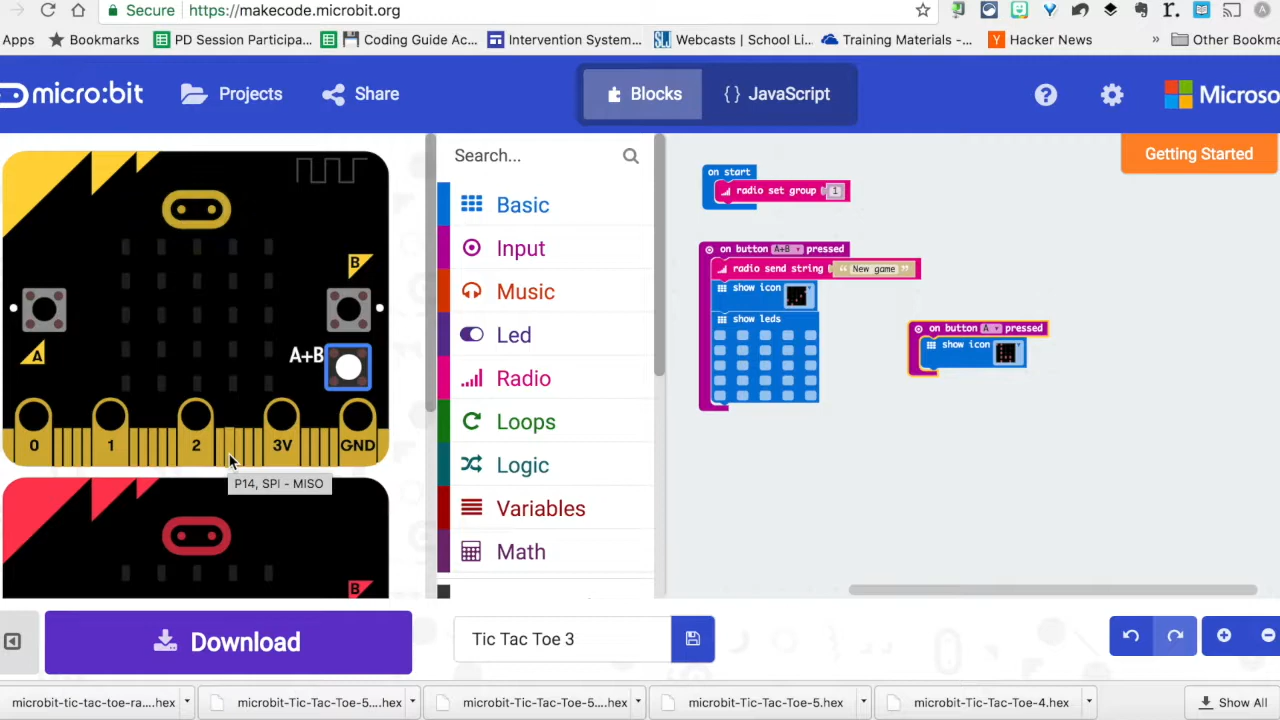 Secure https://makecode.microbit.org
Apps Bookmarks PD Session Participa... Coding Guide Ac... Intervention System... Webcasts | School Li... Training Materials -... Hacker News » Other Bookma
micro:bit Projects Share Blocks {} JavaScript ? Microso
Getting Started
Search...
Basic
Input
Music
Led
Radio
Loops
Logic
Variables
Math
B
A
A+B
0 1 2 3V GND
P14, SPI - MISO
B
on start
radio set group 1
on button A+B pressed
radio send string “ New game ”
show icon
show leds
on button A pressed
show icon
Download
Tic Tac Toe 3
microbit-tic-tac-toe-ra....hex microbit-Tic-Tac-Toe-5....hex microbit-Tic-Tac-Toe-5....hex microbit-Tic-Tac-Toe-5.hex microbit-Tic-Tac-Toe-4.hex Show All